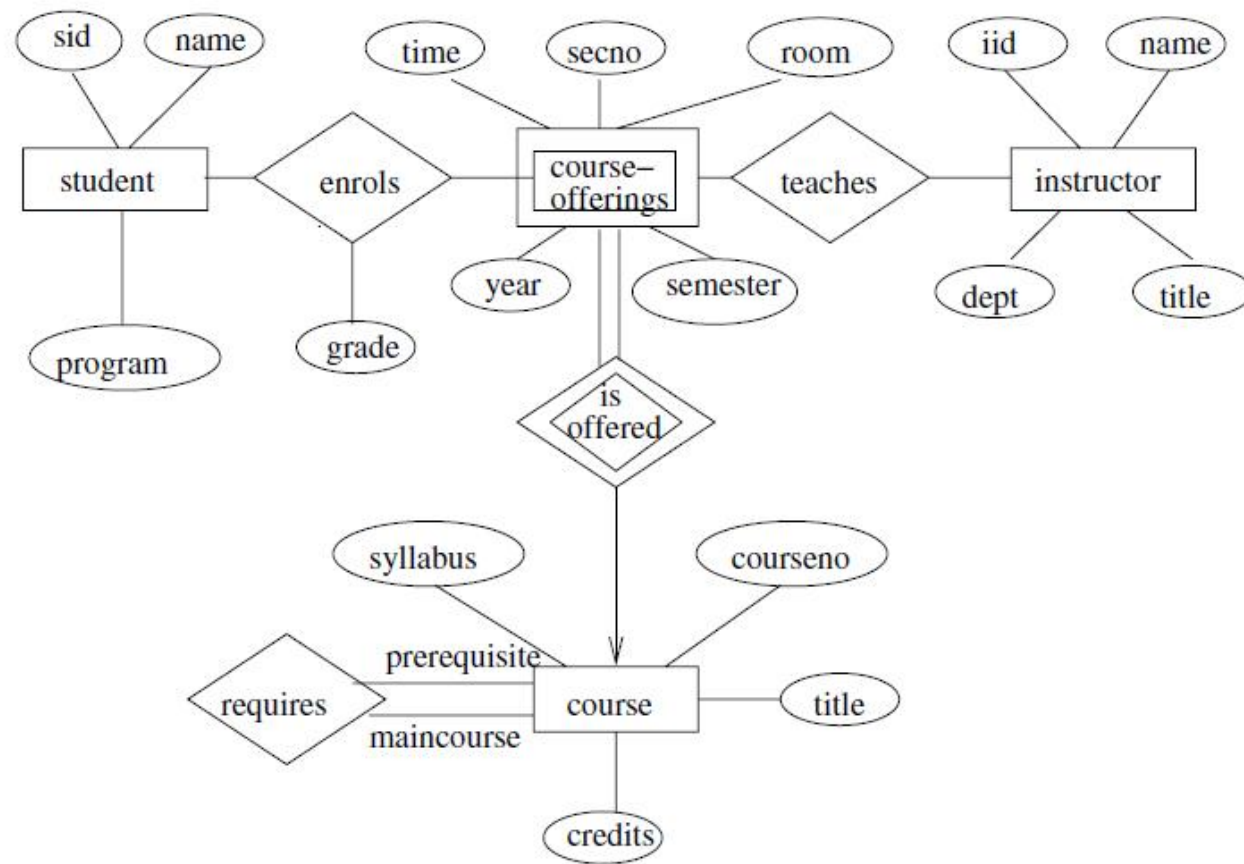 sid
name
time
secno
room
iid
name
student
enrols
course-
offerings
teaches
instructor
year
semester
dept
title
program
grade
is
offered
syllabus
courseno
prerequisite
requires
course
title
maincourse
credits